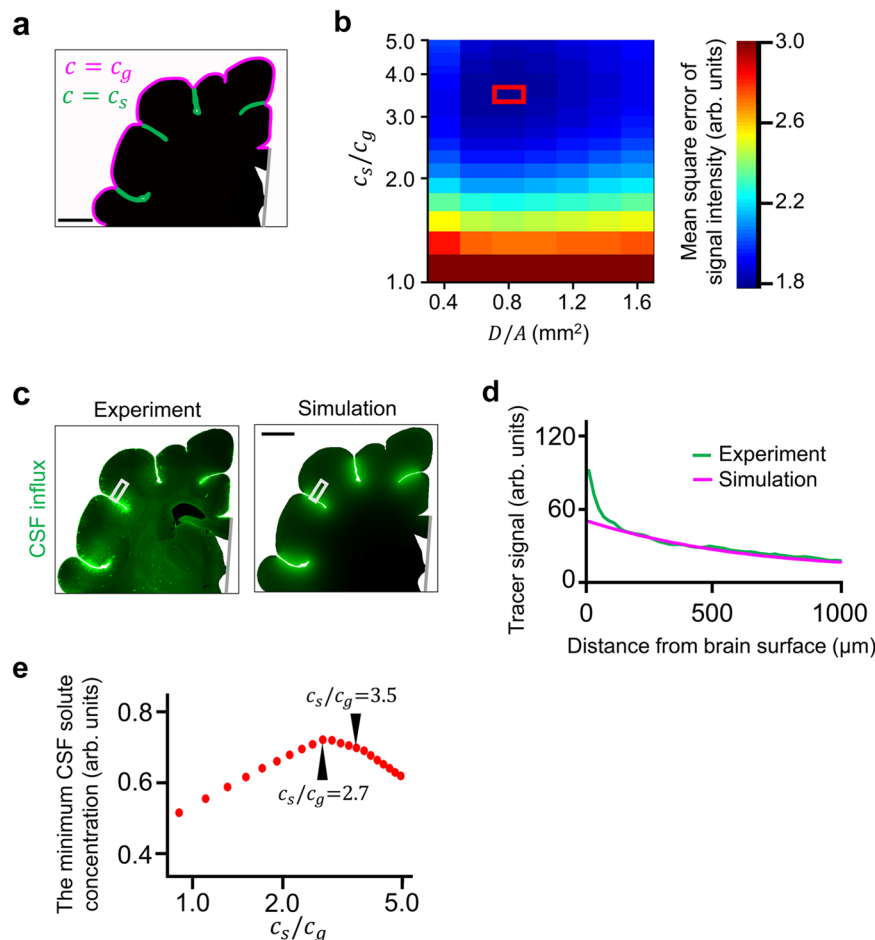 a
c = c_g
c = c_s
b
5.0
4.0
3.0
2.0
1.0
c_s/c_g
0.4 0.8 1.2 1.6
D/A (mm²)
3.0
2.6
2.2
1.8
Mean square error of
signal intensity (arb. units)
c
Experiment Simulation
CSF influx
d
120
60
0
Tracer signal (arb. units)
Experiment
Simulation
0 500 1000
Distance from brain surface (μm)
e
0.8
0.6
0.4
The minimum CSF solute
concentration (arb. units)
c_s/c_g=3.5
c_s/c_g=2.7
1.0 2.0 5.0
c_s/c_g